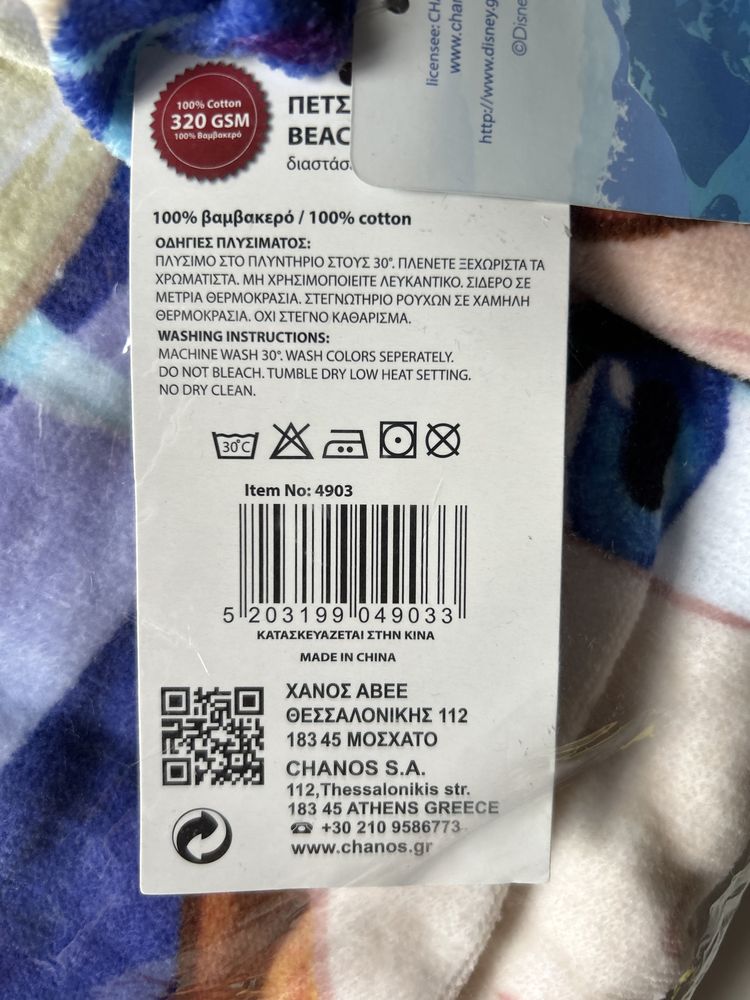 100% Cotton
320 GSM
100% Βαμβακερό
licensee: CHA
www.chan
http://www.disney.g
©Disne
100% βαμβακερό / 100% cotton
ΟΔΗΓΙΕΣ ΠΛΥΣΙΜΑΤΟΣ:
ΠΛΥΣΙΜΟ ΣΤΟ ΠΛΥΝΤΗΡΙΟ ΣΤΟΥΣ 30°. ΠΛΕΝΕΤΕ ΞΕΧΩΡΙΣΤΑ ΤΑ
ΧΡΩΜΑΤΙΣΤΑ. ΜΗ ΧΡΗΣΙΜΟΠΟΙΕΙΤΕ ΛΕΥΚΑΝΤΙΚΟ. ΣΙΔΕΡΟ ΣΕ
ΜΕΤΡΙΑ ΘΕΡΜΟΚΡΑΣΙΑ. ΣΤΕΓΝΩΤΗΡΙΟ ΡΟΥΧΩΝ ΣΕ ΧΑΜΗΛΗ
ΘΕΡΜΟΚΡΑΣΙΑ. ΟΧΙ ΣΤΕΓΝΟ ΚΑΘΑΡΙΣΜΑ.
WASHING INSTRUCTIONS:
MACHINE WASH 30°. WASH COLORS SEPERATELY.
DO NOT BLEACH. TUMBLE DRY LOW HEAT SETTING.
NO DRY CLEAN.
30°C
Item No: 4903
5 203199 049033
ΚΑΤΑΣΚΕΥΑΖΕΤΑΙ ΣΤΗΝ ΚΙΝΑ
MADE IN CHINA
ΧΑΝΟΣ ΑΒΕΕ
ΘΕΣΣΑΛΟΝΙΚΗΣ 112
183 45 ΜΟΣΧΑΤΟ
CHANOS S.A.
112,Thessalonikis str.
183 45 ATHENS GREECE
☎ +30 210 9586773
www.chanos.gr